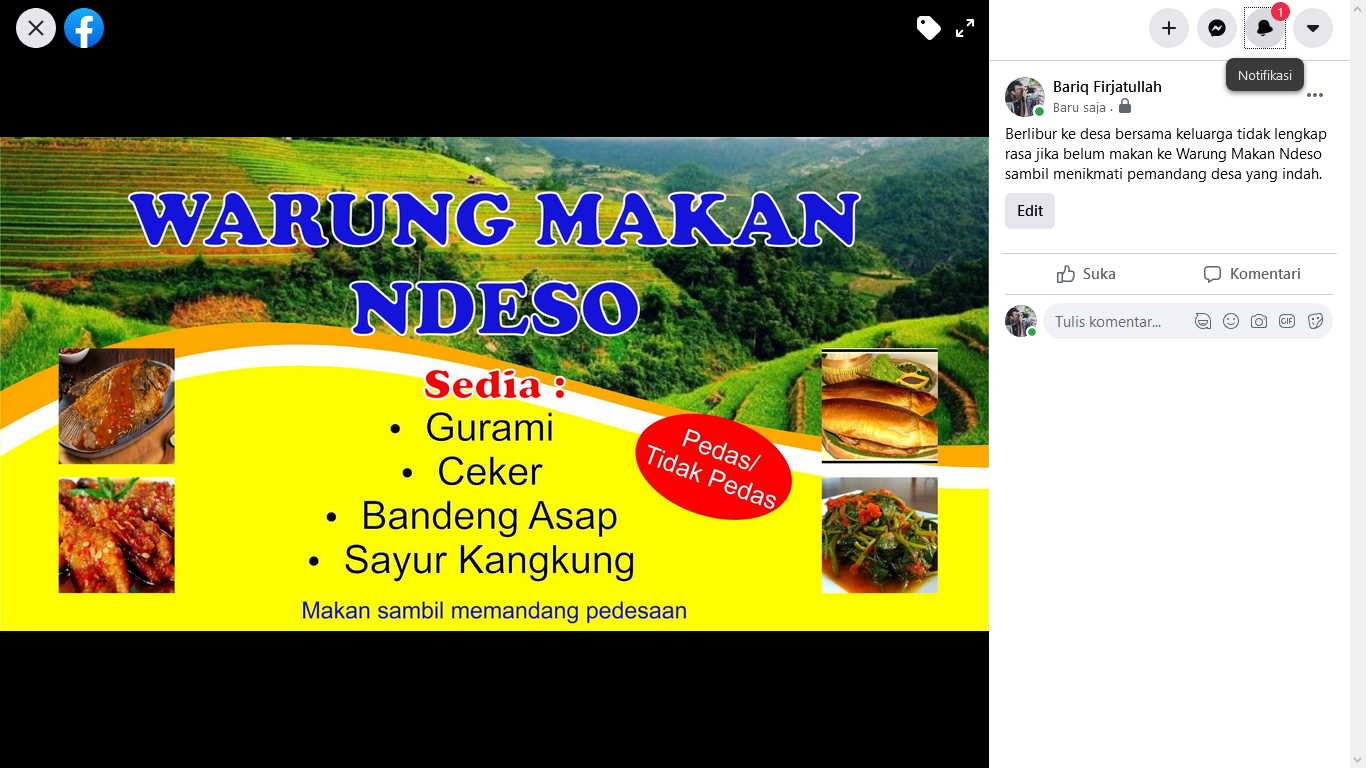 WARUNG MAKAN
NDESO
Sedia :
• Gurami
• Ceker
• Bandeng Asap
• Sayur Kangkung
Pedas/
Tidak Pedas
Makan sambil memandang pedesaan
1
Notifikasi
Bariq Firjatullah
Baru saja ·
Berlibur ke desa bersama keluarga tidak lengkap
rasa jika belum makan ke Warung Makan Ndeso
sambil menikmati pemandang desa yang indah.
Edit
Suka Komentari
Tulis komentar...
GIF